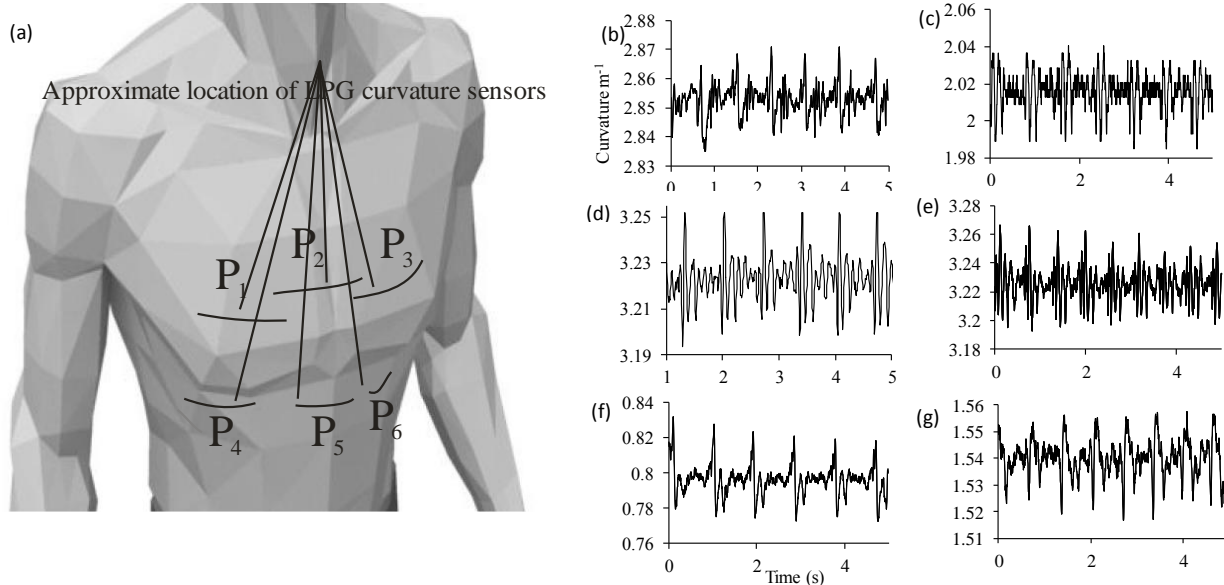 (a)
Approximate location of LPG curvature sensors
P1
P2
P3
P4
P5
P6
(b)
Curvature m-1
2.88
2.87
2.86
2.85
2.84
2.83
0 1 2 3 4 5
(c)
2.06
2.04
2.02
2
1.98
0 2 4
(d)
3.25
3.23
3.21
3.19
1 2 3 4 5
(e)
3.28
3.26
3.24
3.22
3.2
3.18
0 2 4
(f)
0.84
0.82
0.8
0.78
0.76
0 2 4
Time (s)
(g)
1.56
1.55
1.54
1.53
1.52
1.51
0 2 4